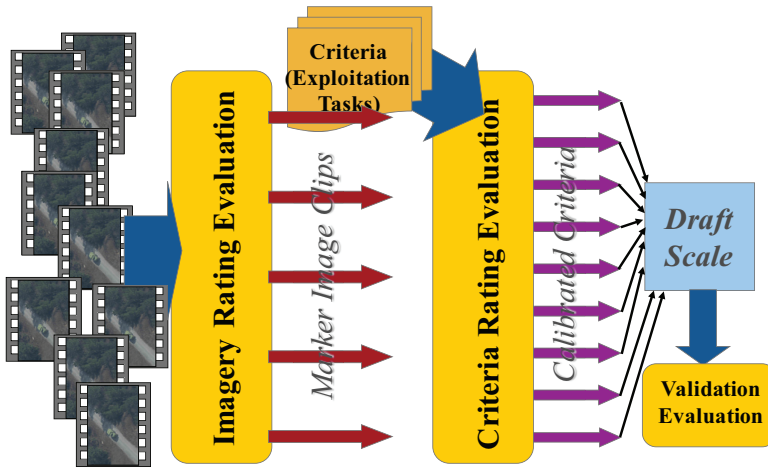 Imagery Rating Evaluation
Criteria
(Exploitation
Tasks)
Marker Image Clips
Criteria Rating Evaluation
Calibrated Criteria
Draft
Scale
Validation
Evaluation